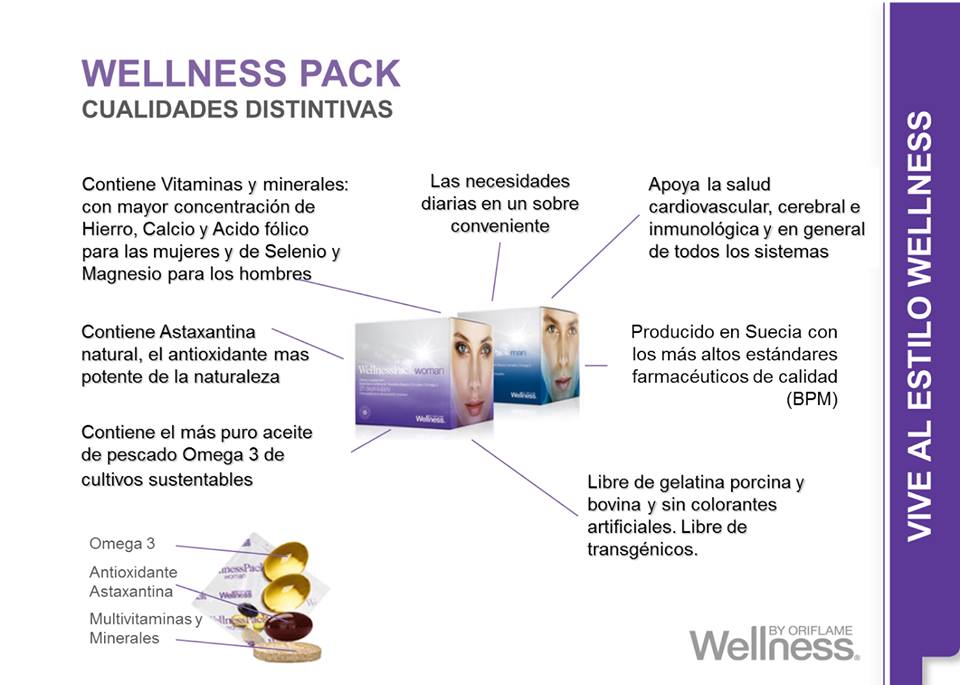 WELLNESS PACK
CUALIDADES DISTINTIVAS
Contiene Vitaminas y minerales:
con mayor concentración de
Hierro, Calcio y Acido fólico
para las mujeres y de Selenio y
Magnesio para los hombres
Las necesidades
diarias en un sobre
conveniente
Apoya la salud
cardiovascular, cerebral e
inmunológica y en general
de todos los sistemas
Contiene Astaxantina
natural, el antioxidante mas
potente de la naturaleza
Producido en Suecia con
los más altos estándares
farmacéuticos de calidad
(BPM)
Contiene el más puro aceite
de pescado Omega 3 de
cultivos sustentables
Libre de gelatina porcina y
bovina y sin colorantes
artificiales. Libre de
transgénicos.
WellnessPack woman
Wellness.
man
Omega 3
Antioxidante
Astaxantina
Multivitaminas y
Minerales
woman
Wellness
BY ORIFLAME
Wellness®
VIVE AL ESTILO WELLNESS